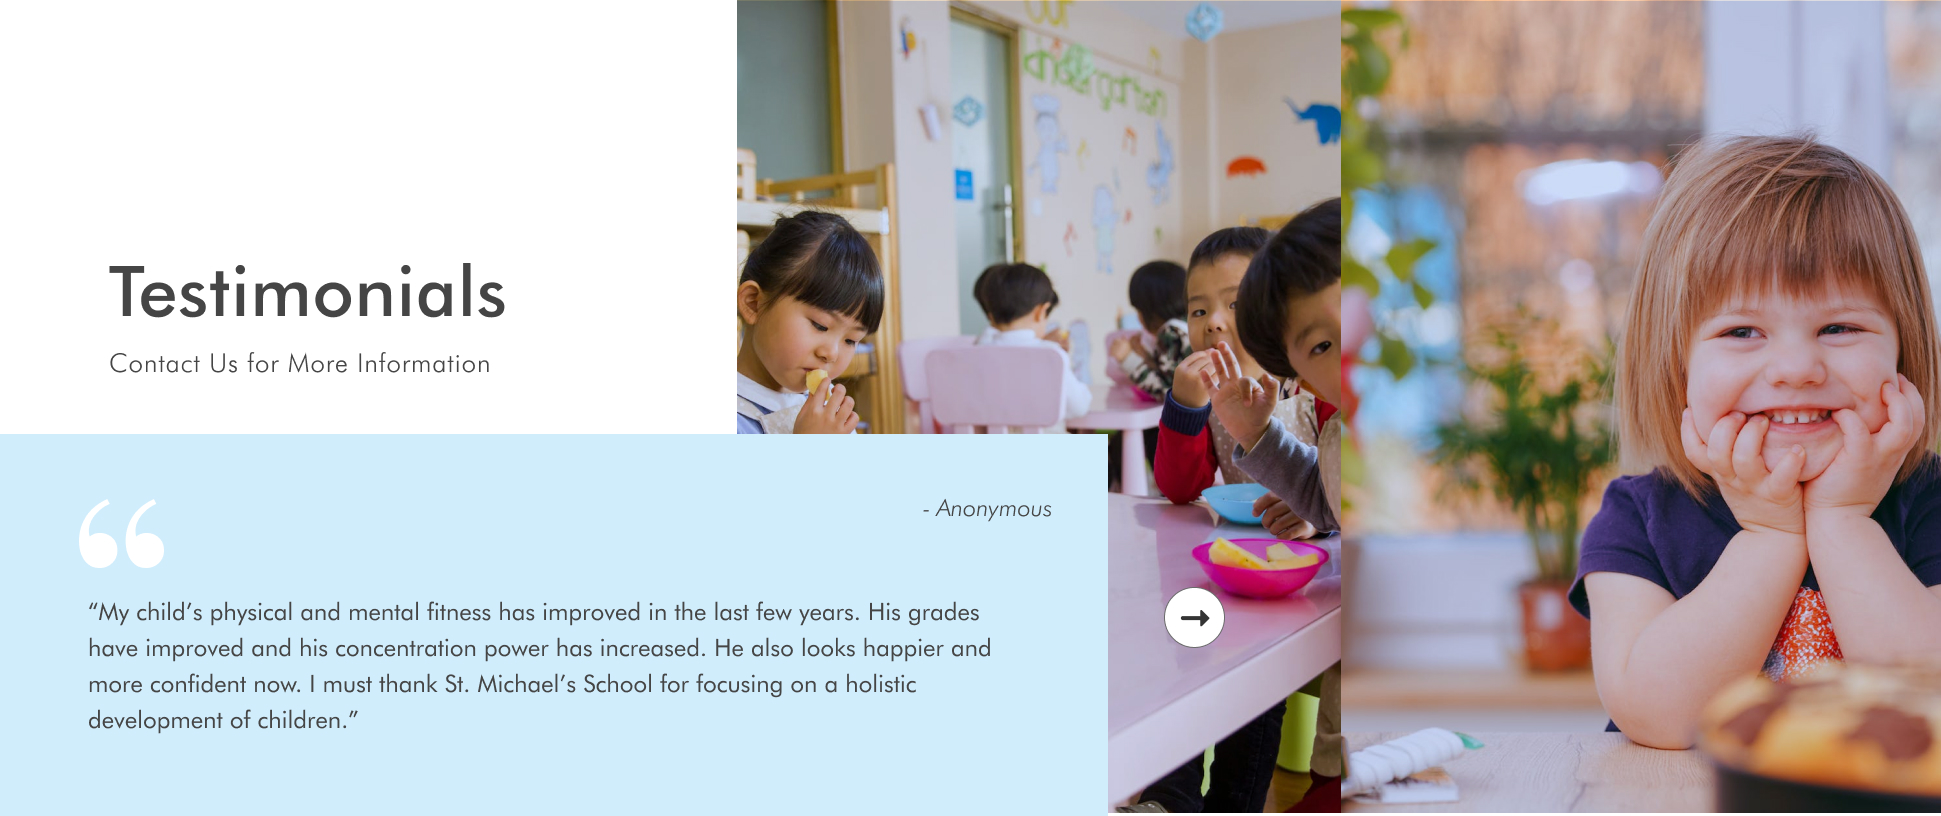 Our
kindergarten
Testimonials
Contact Us for More Information
- Anonymous
“My child’s physical and mental fitness has improved in the last few years. His grades
have improved and his concentration power has increased. He also looks happier and
more confident now. I must thank St. Michael’s School for focusing on a holistic
development of children.”